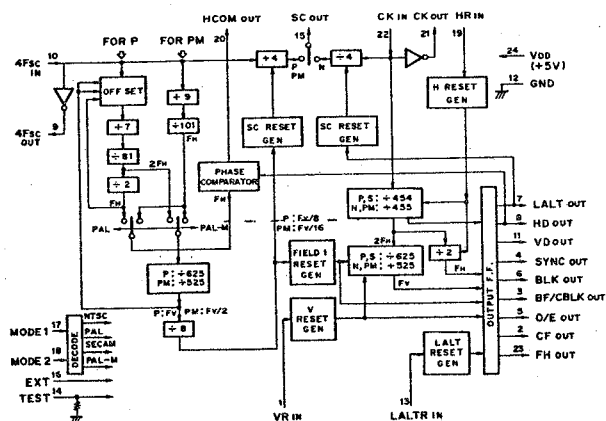 HCOM OUT
SC OUT
CK IN CK OUT HR IN
FOR P
FOR PM
20
15
22
21
19
10
4FSC IN
÷4
P
PM
N
÷4
24
VDD (+5V)
12
GND
OFF SET
÷9
H RESET GEN
9
4FSC OUT
÷7
÷101
SC RESET GEN
SC RESET GEN
÷81
FH
2FH
÷2
PHASE COMPARATOR
FH
FH
P,S: ÷454
N,PM: ÷455
PAL
PAL-M
P: FV/8
PM: FV/16
2FH
÷2
FH
P: ÷625
PM: ÷525
FIELD 1 RESET GEN
P,S: ÷625
N,PM: ÷525
FV
P: FV
PM: FV/2
÷8
V RESET GEN
LALT RESET GEN
OUTPUT F.F.
7 LALT OUT
8 HD OUT
11 VD OUT
4 SYNC OUT
6 BLK OUT
3 BF/CBLK OUT
5 O/E OUT
2 CF OUT
23 FH OUT
MODE 1 17
MODE 2 18
DECODE
NTSC
PAL
SECAM
PAL-M
EXT 16
TEST 14
1
VR IN
13
LALTR IN